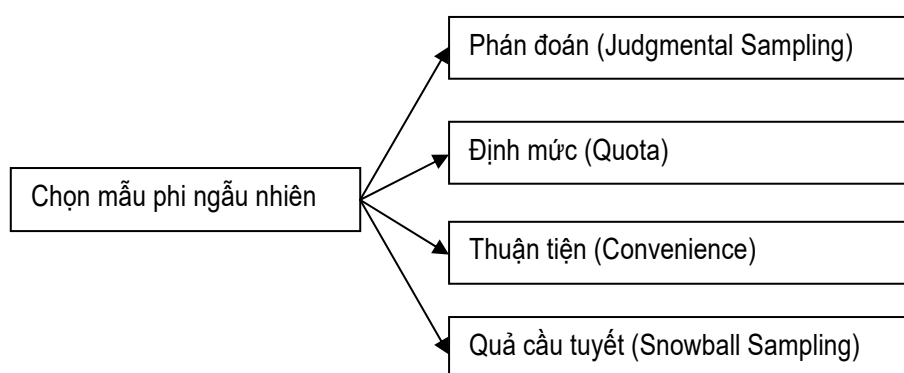 Phán đoán (Judgmental Sampling)
Định mức (Quota)
Chọn mẫu phi ngẫu nhiên
Thuận tiện (Convenience)
Quả cầu tuyết (Snowball Sampling)